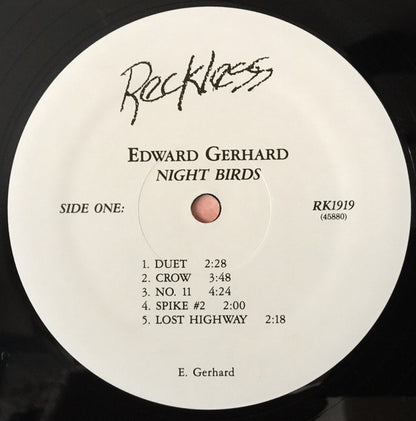 Reckless
EDWARD GERHARD
NIGHT BIRDS
SIDE ONE: RK1919
(45880)
1. DUET 2:28
2. CROW 3:48
3. NO. 11 4:24
4. SPIKE #2 2:00
5. LOST HIGHWAY 2:18
E. Gerhard